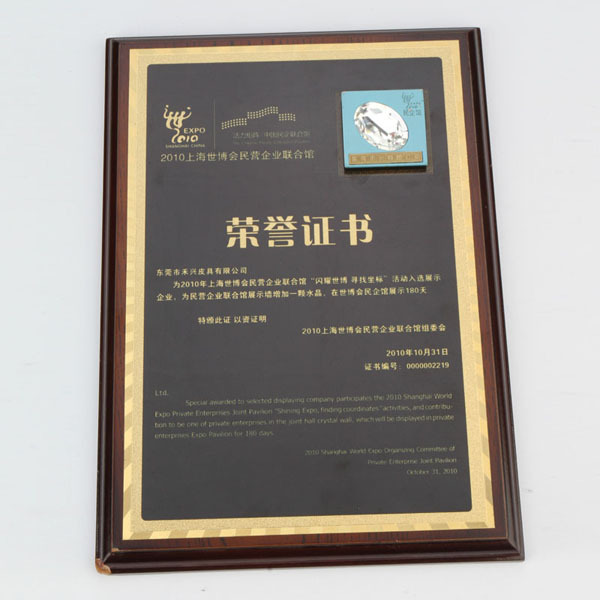 EXPO
2010
SHANGHAI CHINA
2010上海世博会民营企业联合馆
民企馆
荣誉证书
东莞市禾兴皮具有限公司
为2010年上海世博会民营企业联合馆“闪耀世博 寻找坐标”活动入选展示
企业，为民营企业联合馆展示墙增加一颗水晶，在世博会民企馆展示180天
特颁此证 以资证明
2010上海世博会民营企业联合馆组委会
2010年10月31日
证书编号：0000002219
Ltd.
Special awarded to selected displaying company participates the 2010 Shanghai World
Expo Private Enterprises Joint Pavilion "Shining Expo, finding coordinates" activities, and contribu-
tion to be one of private enterprises in the joint hall crystal wall, which will be displayed in private
enterprises Expo Pavilion for 180 days
2010 Shanghai World Expo Organizing Committee of
Private Enterprise Joint Pavilion
October 31, 2010